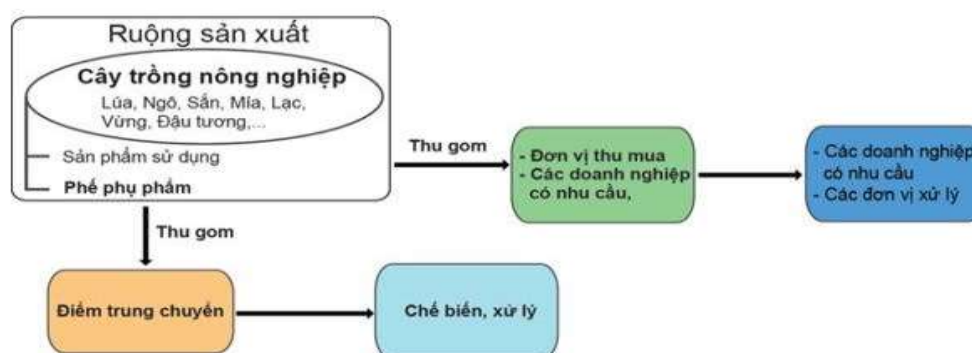 Ruộng sản xuất
Cây trồng nông nghiệp
Lúa, Ngô, Sắn, Mía, Lạc,
Vừng, Đậu tương,...
Sản phẩm sử dụng
Phế phụ phẩm
Thu gom
- Đơn vị thu mua
- Các doanh nghiệp
có nhu cầu,
- Các doanh nghiệp
có nhu cầu
- Các đơn vị xử lý
Thu gom
Điểm trung chuyển
Chế biến, xử lý